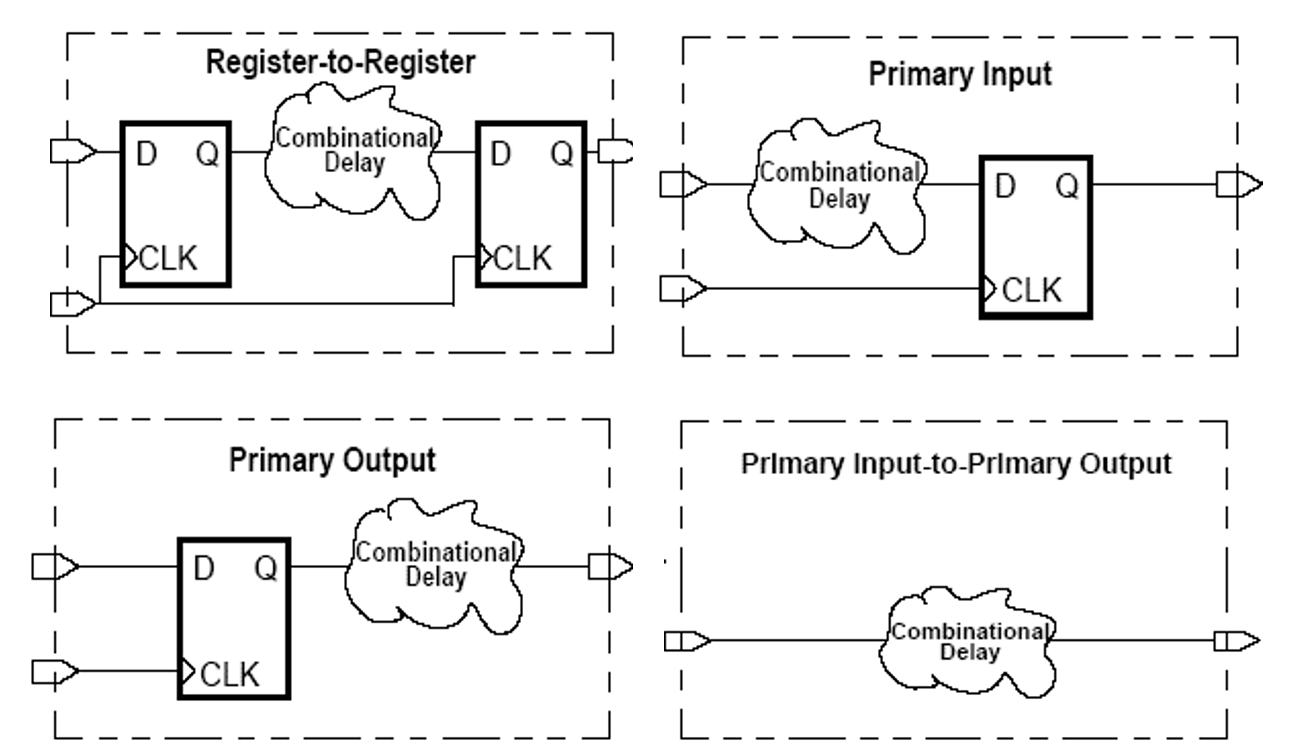 Register-to-Register
Combinational
Delay
D Q
D Q
CLK
CLK
Primary Input
Combinational
Delay
D Q
CLK
Primary Output
Combinational
Delay
D Q
CLK
PrImary Input-to-PrImary Output
Combinational
Delay